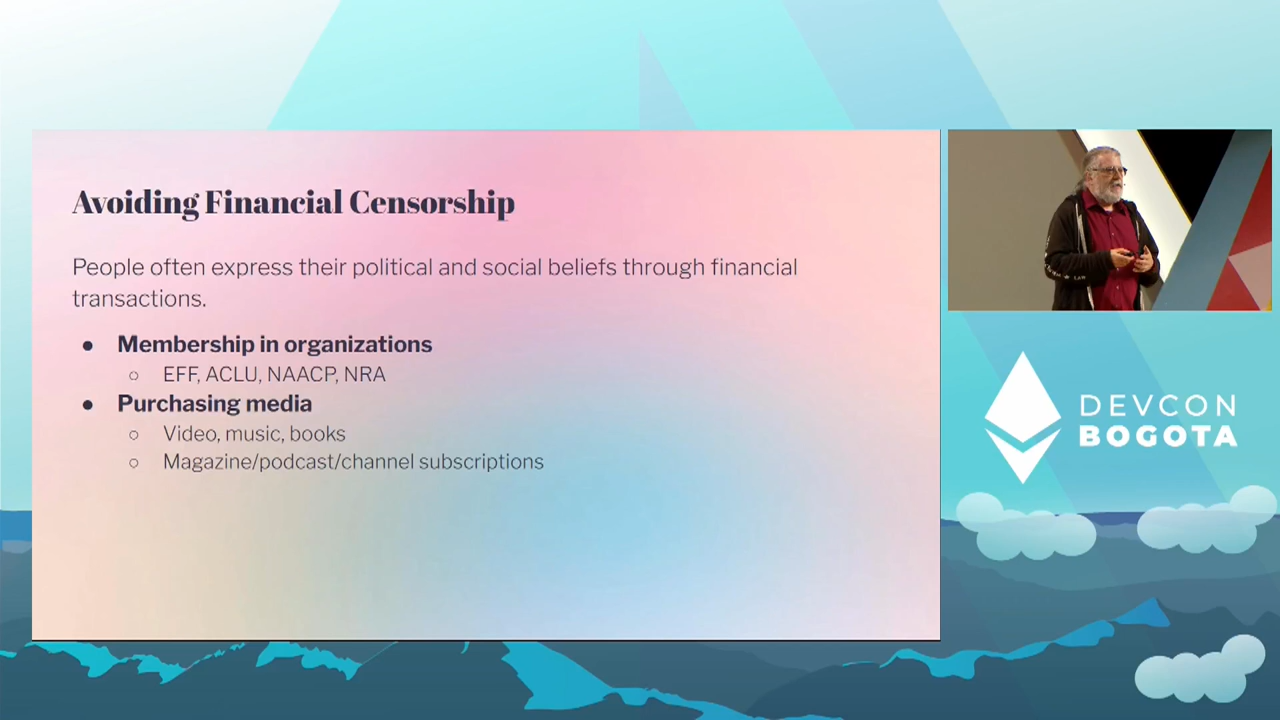 Avoiding Financial Censorship
People often express their political and social beliefs through financial
transactions.
● Membership in organizations
○ EFF, ACLU, NAACP, NRA
● Purchasing media
○ Video, music, books
○ Magazine/podcast/channel subscriptions
DEVCON
BOGOTA